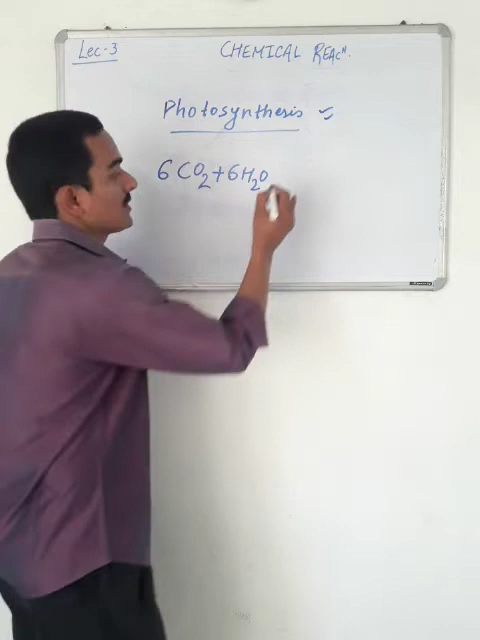 Lec-3 CHEMICAL REACⁿ.
Photosynthesis
6CO₂+6H₂O